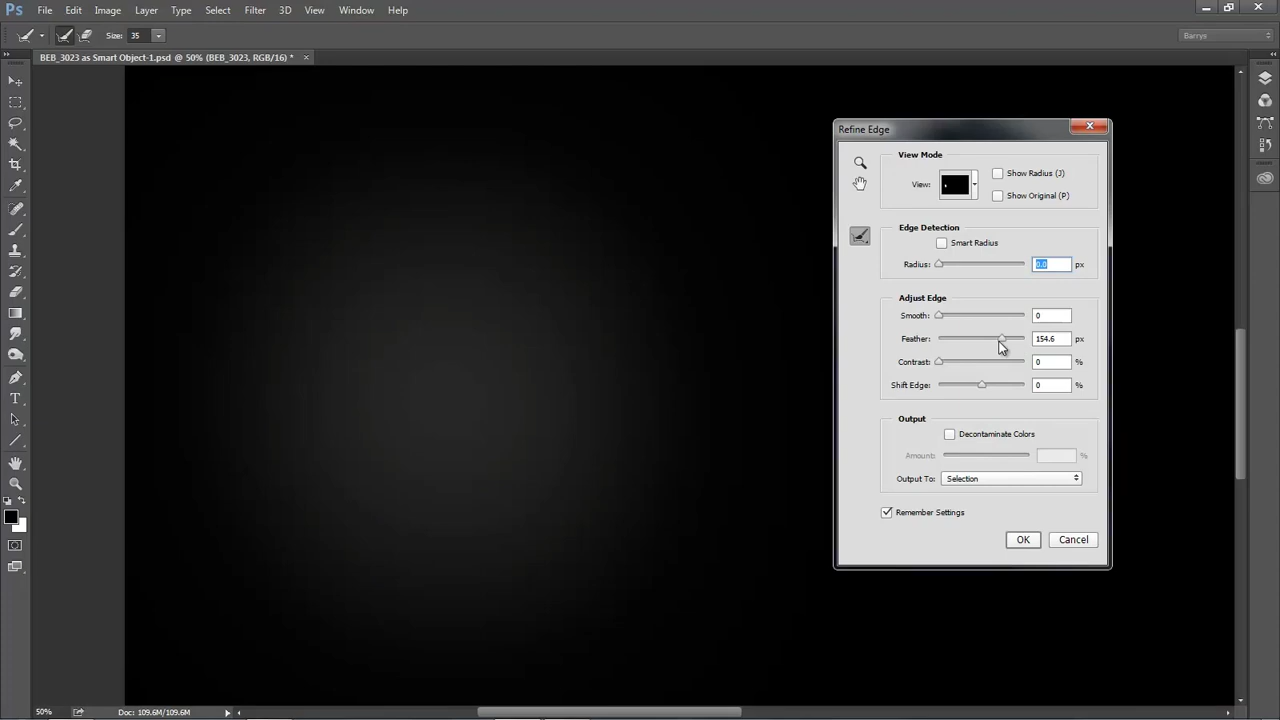 Ps File Edit Image Layer Type Select Filter 3D View Window Help
Size: 35 Barrys
BEB_3023 as Smart Object-1.psd @ 50% (BEB_3023, RGB/16) * ×
Refine Edge
View Mode
View: Show Radius (J)
Show Original (P)
Edge Detection
Smart Radius
Radius: 0.0 px
Adjust Edge
Smooth: 0
Feather: 154.6 px
Contrast: 0 %
Shift Edge: 0 %
Output
Decontaminate Colors
Amount: %
Output To: Selection
Remember Settings
OK Cancel
50% Doc: 109.6M/109.6M